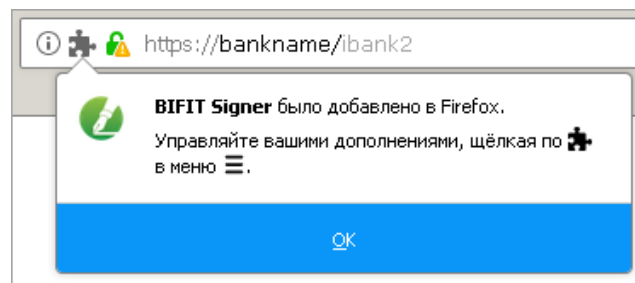 https://bankname/ibank2
BIFIT Signer было добавлено в Firefox.
Управляйте вашими дополнениями, щёлкая по
в меню ☰.
OK